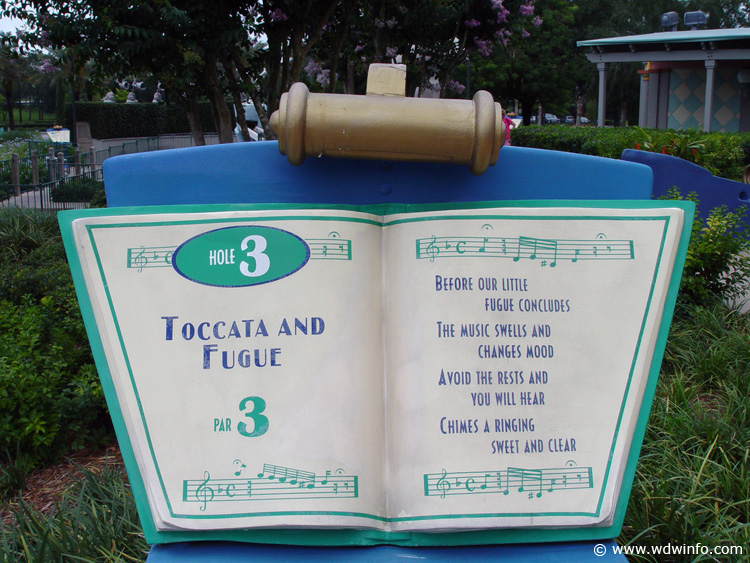 HOLE 3
TOCCATA AND
FUGUE
PAR 3
BEFORE OUR LITTLE
FUGUE CONCLUDES
THE MUSIC SWELLS AND
CHANGES MOOD
AVOID THE RESTS AND
YOU WILL HEAR
CHIMES A RINGING
SWEET AND CLEAR
© www.wdwinfo.com